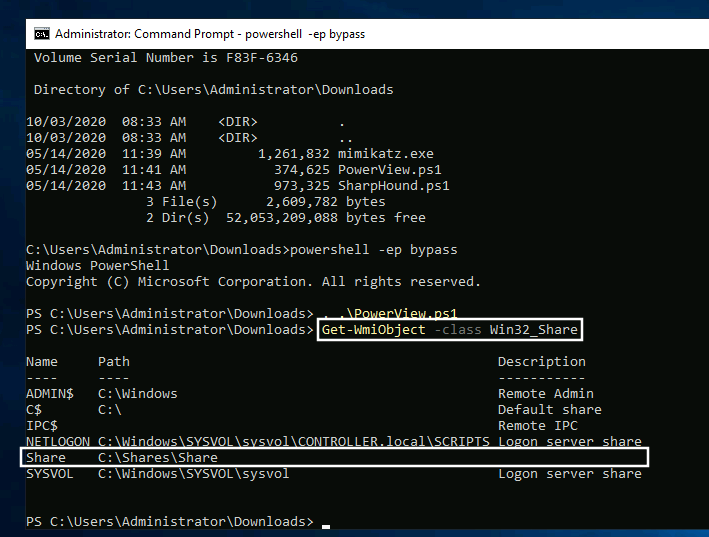 Administrator: Command Prompt - powershell  -ep bypass
 Volume Serial Number is F83F-6346
 Directory of C:\Users\Administrator\Downloads
10/03/2020  08:33 AM    <DIR>          .
10/03/2020  08:33 AM    <DIR>          ..
05/14/2020  11:39 AM         1,261,832 mimikatz.exe
05/14/2020  11:41 AM           374,625 PowerView.ps1
05/14/2020  11:43 AM           973,325 SharpHound.ps1
               3 File(s)      2,609,782 bytes
               2 Dir(s)  52,053,209,088 bytes free
C:\Users\Administrator\Downloads>powershell -ep bypass
Windows PowerShell
Copyright (C) Microsoft Corporation. All rights reserved.
PS C:\Users\Administrator\Downloads> . .\PowerView.ps1
PS C:\Users\Administrator\Downloads> Get-WmiObject -class Win32_Share
Name     Path                                              Description
----     ----                                              -----------
ADMIN$   C:\Windows                                        Remote Admin
C$       C:\                                               Default share
IPC$                                                       Remote IPC
NETLOGON C:\Windows\SYSVOL\sysvol\CONTROLLER.local\SCRIPTS Logon server share
Share    C:\Shares\Share
SYSVOL   C:\Windows\SYSVOL\sysvol                          Logon server share
PS C:\Users\Administrator\Downloads>